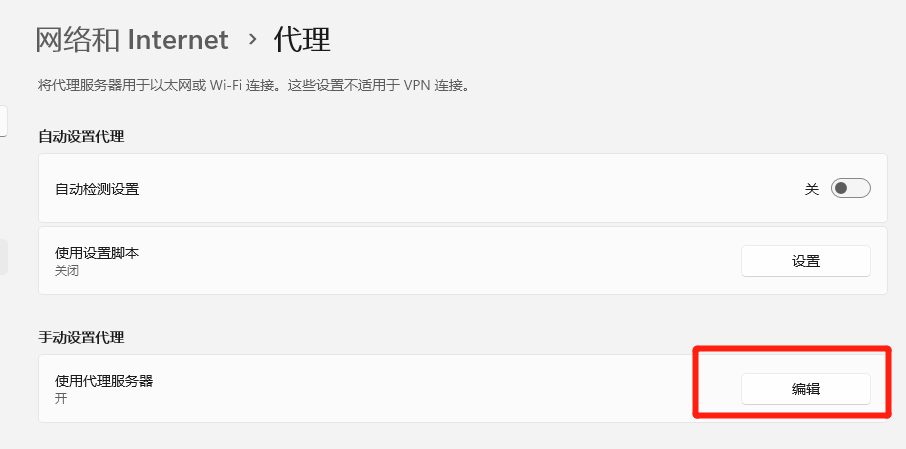 网络和 Internet › 代理
将代理服务器用于以太网或 Wi-Fi 连接。这些设置不适用于 VPN 连接。
自动设置代理
自动检测设置
关
使用设置脚本
关闭
设置
手动设置代理
使用代理服务器
开
编辑